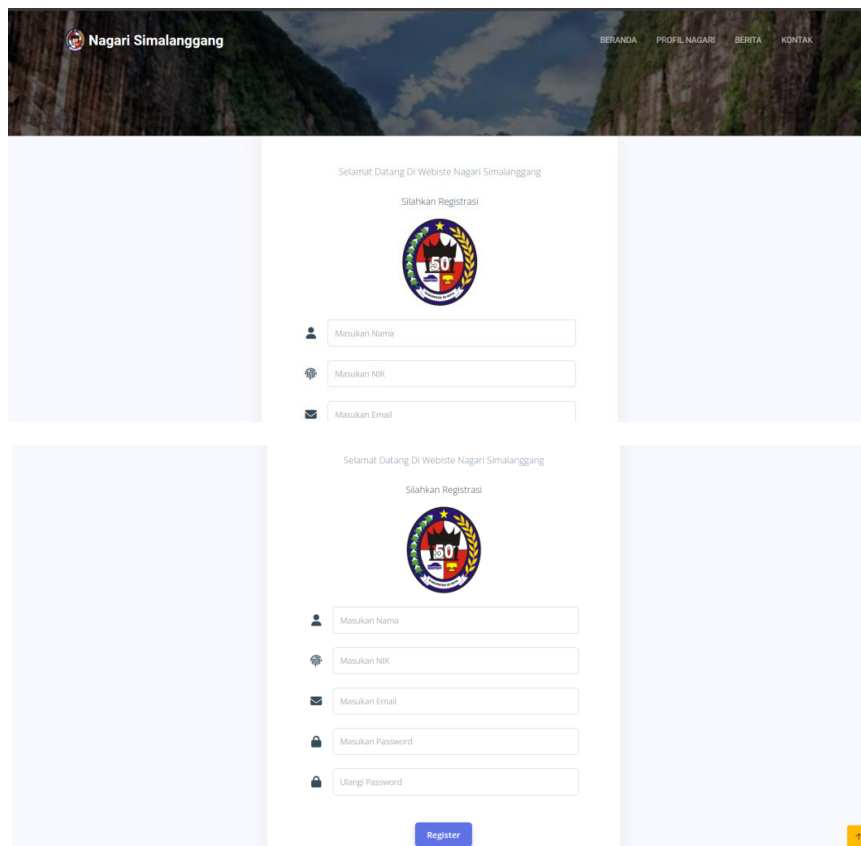 Nagari Simalanggang
BERANDA PROFIL NAGARI BERITA KONTAK
Selamat Datang Di Webiste Nagari Simalanggang
Silahkan Registrasi
50
Masukan Nama
Masukan NIK
Masukan Email
Selamat Datang Di Webiste Nagari Simalanggang
Silahkan Registrasi
50
Masukan Nama
Masukan NIK
Masukan Email
Masukan Password
Ulangi Password
Register